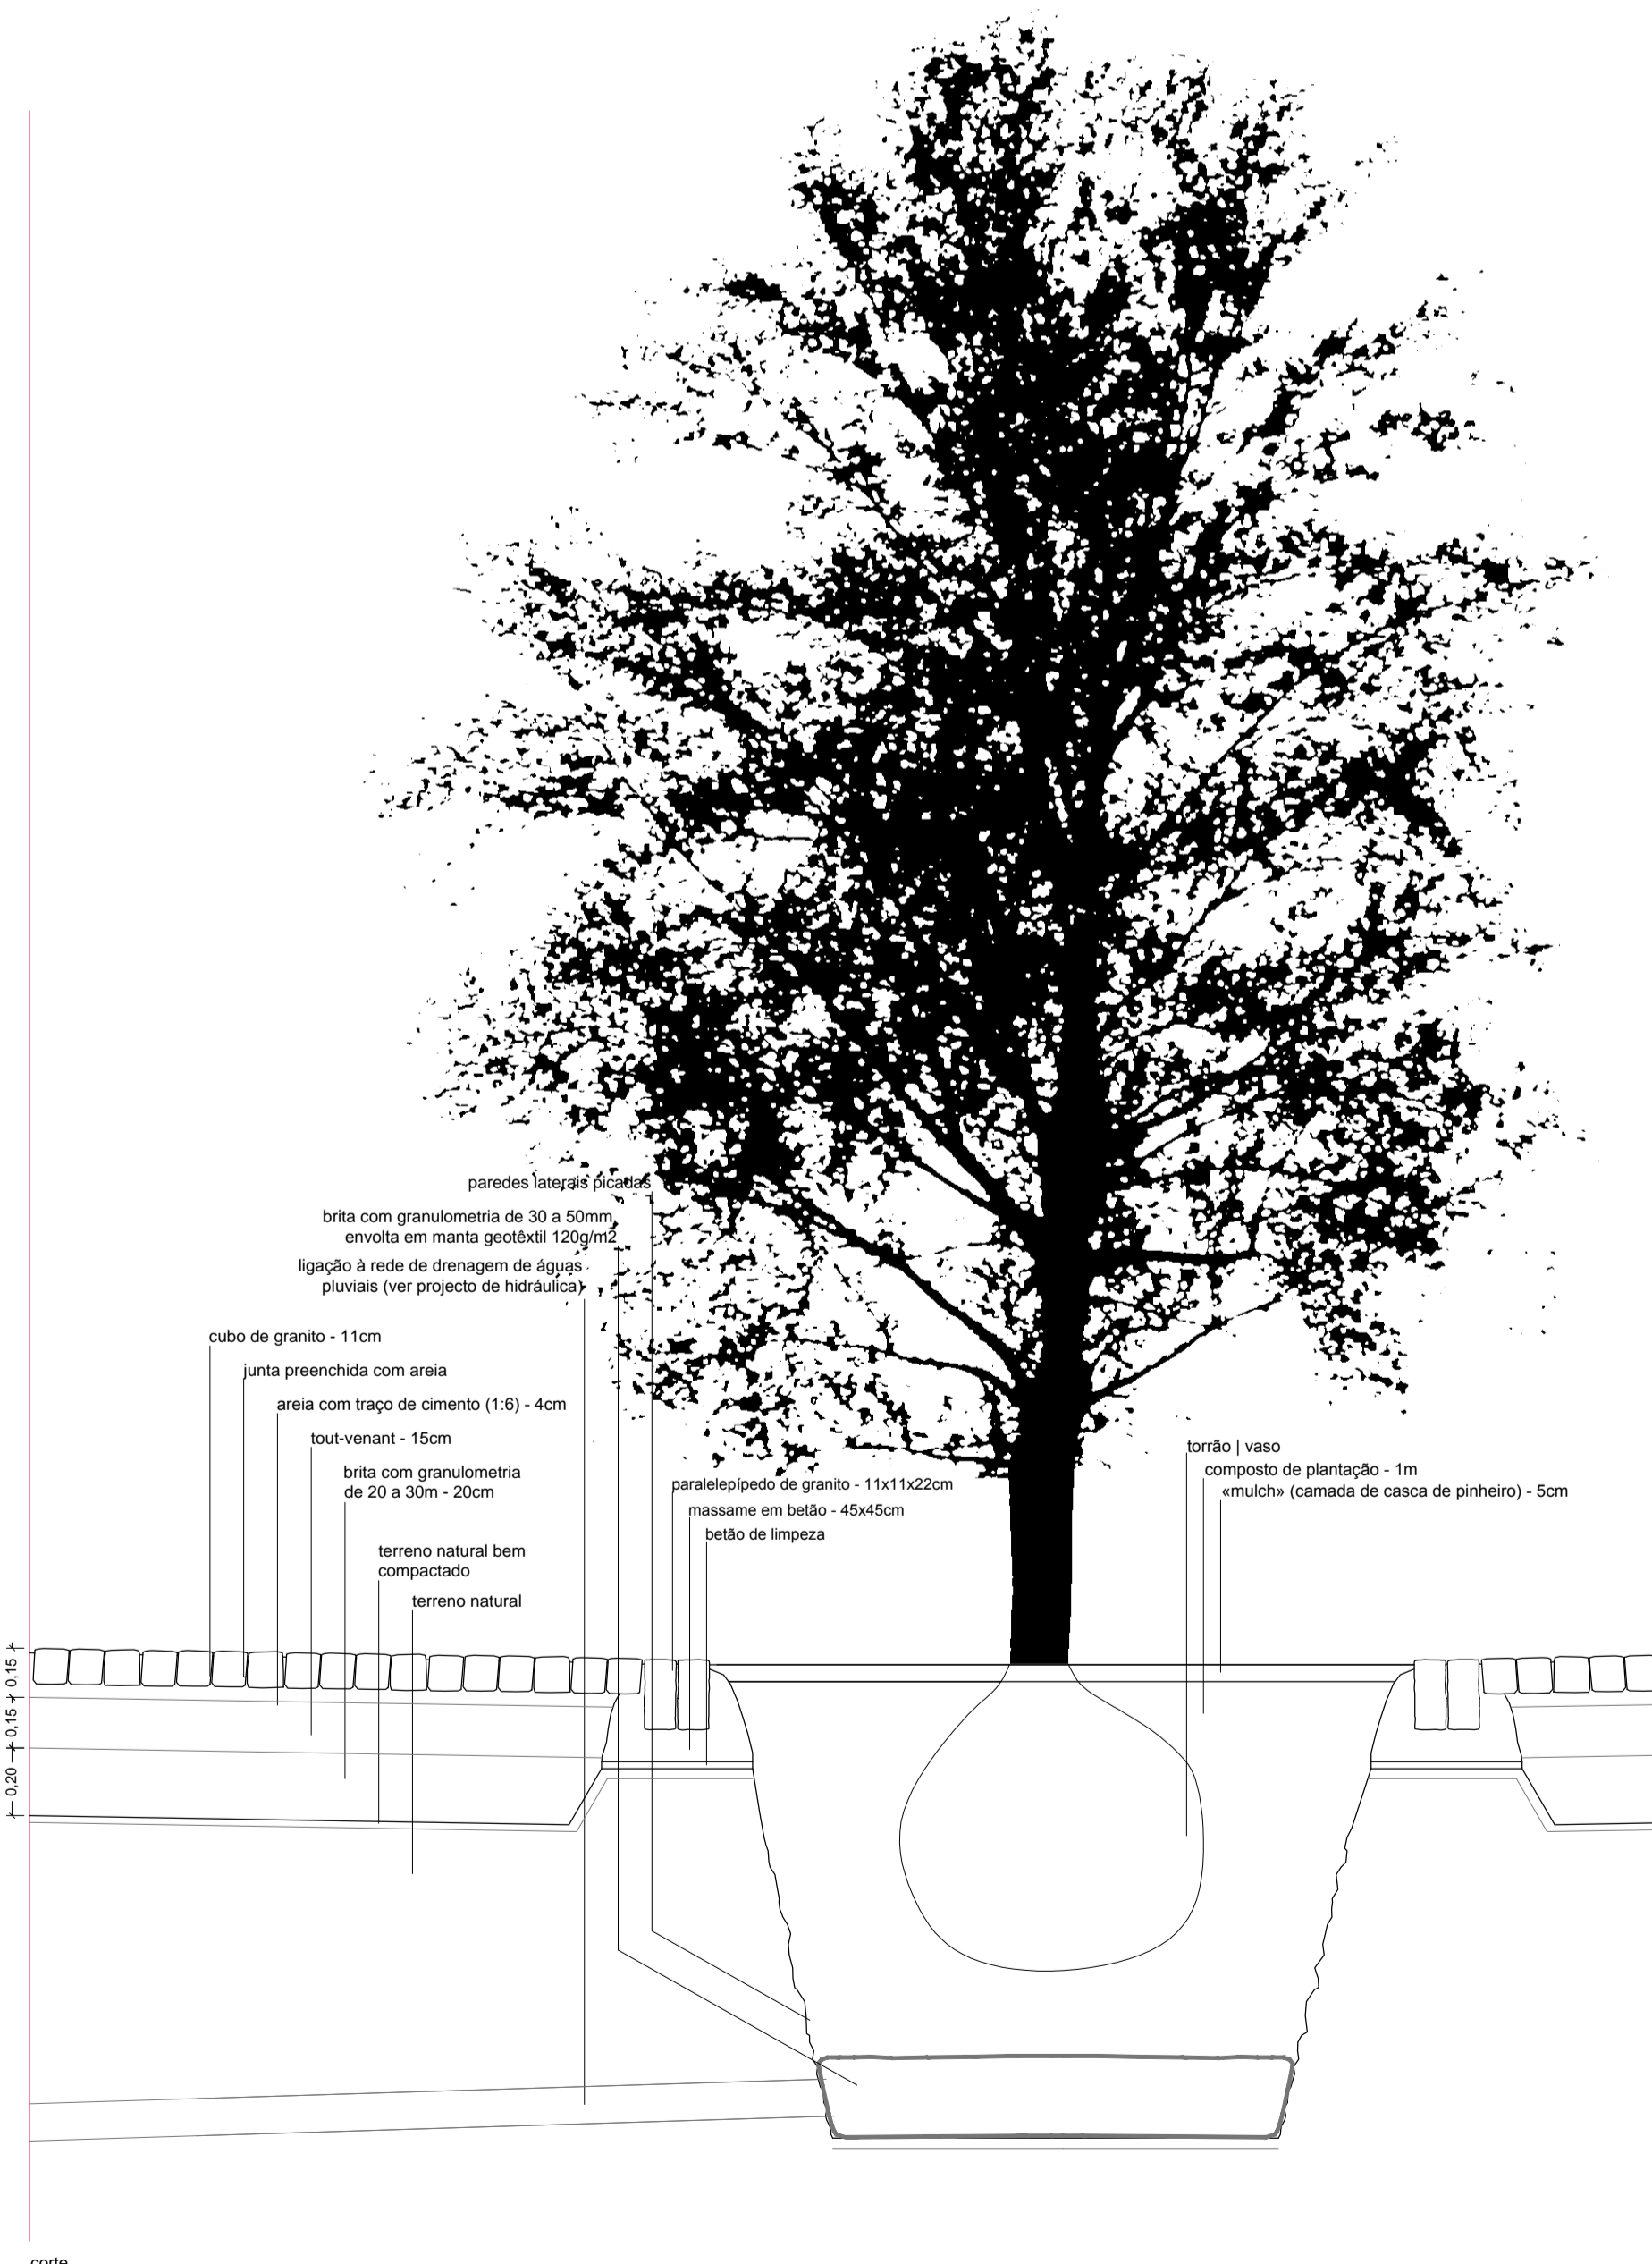 paredes laterais picadas
brita com granulometria de 30 a 50mm,
envolta em manta geotêxtil 120g/m2
ligação à rede de drenagem de águas
pluviais (ver projecto de hidráulica)
cubo de granito - 11cm
junta preenchida com areia
areia com traço de cimento (1:6) - 4cm
tout-venant - 15cm
brita com granulometria
de 20 a 30m - 20cm
terreno natural bem
compactado
terreno natural
paralelepípedo de granito - 11x11x22cm
massame em betão - 45x45cm
betão de limpeza
torrão | vaso
composto de plantação - 1m
«mulch» (camada de casca de pinheiro) - 5cm
0,15
0,15
0,20
corte